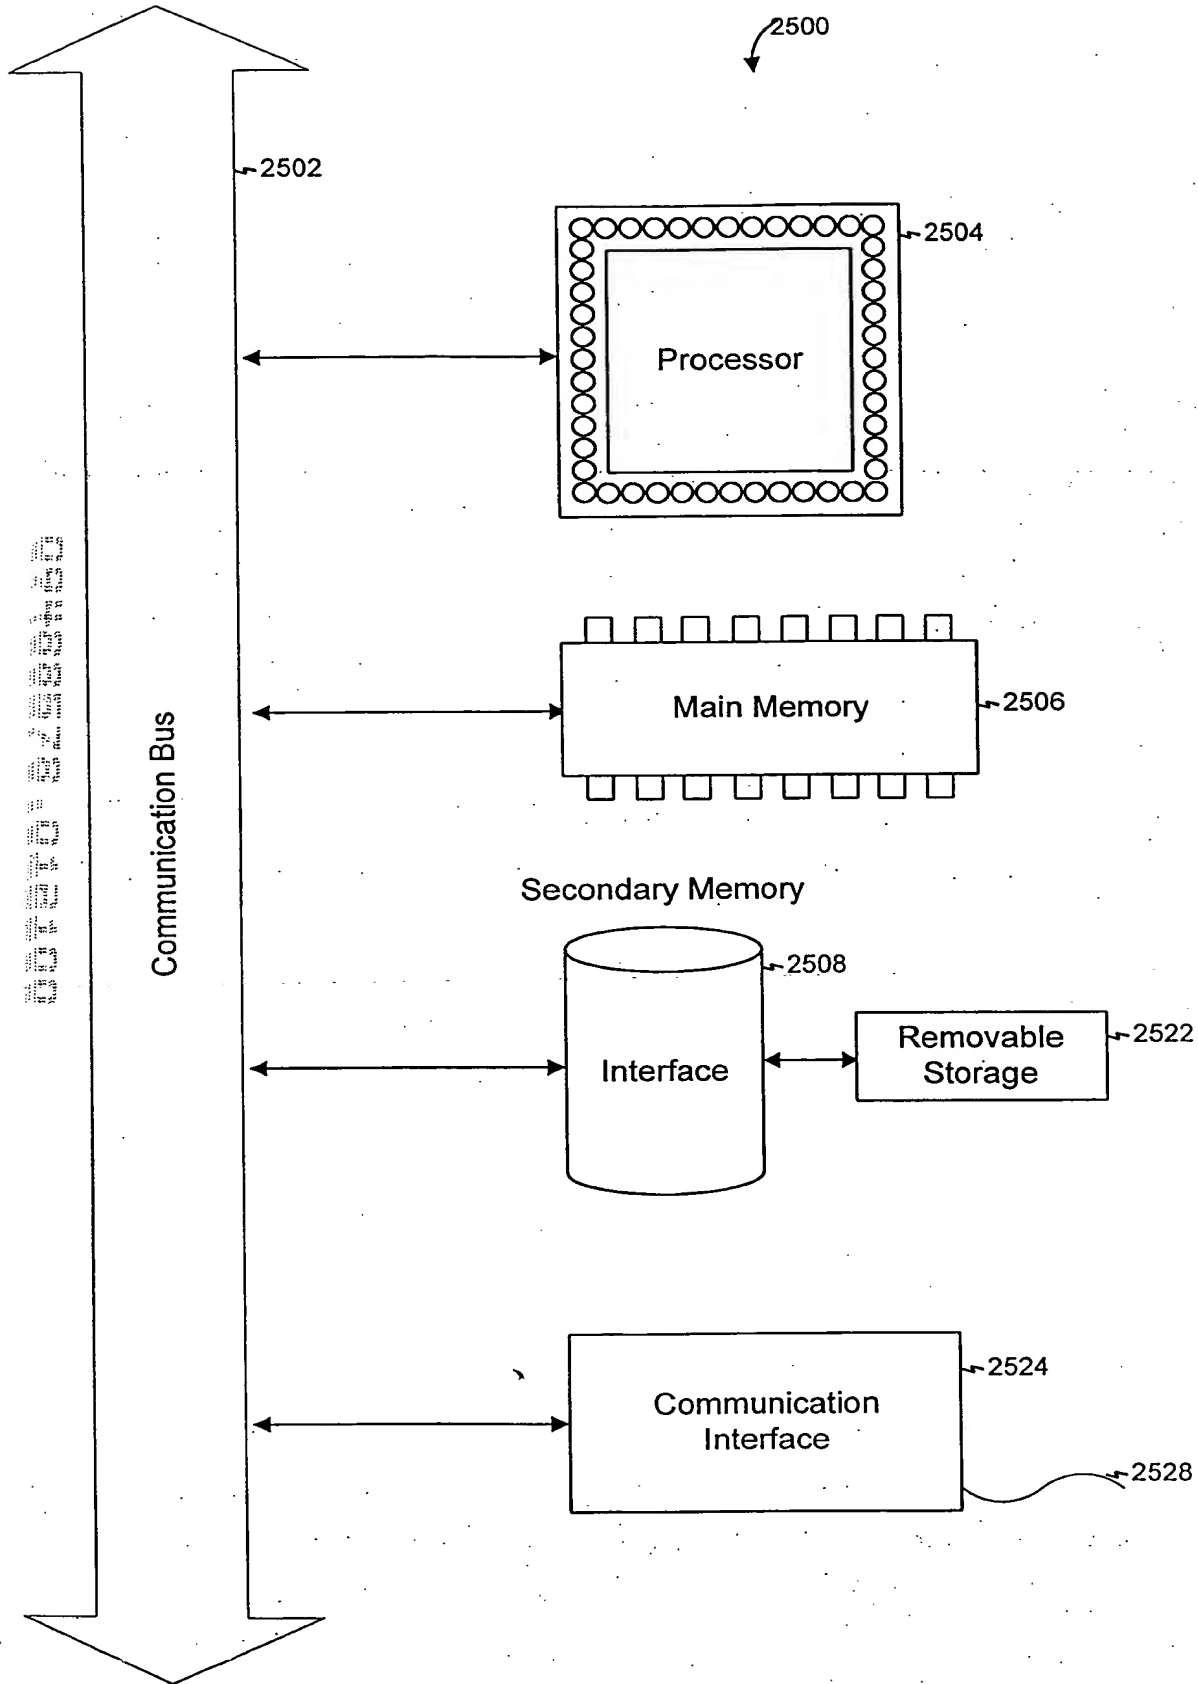 2500
2502
2504
Processor
Main Memory
2506
Communication Bus
Secondary Memory
2508
Interface
Removable
Storage
2522
2524
Communication
Interface
2528